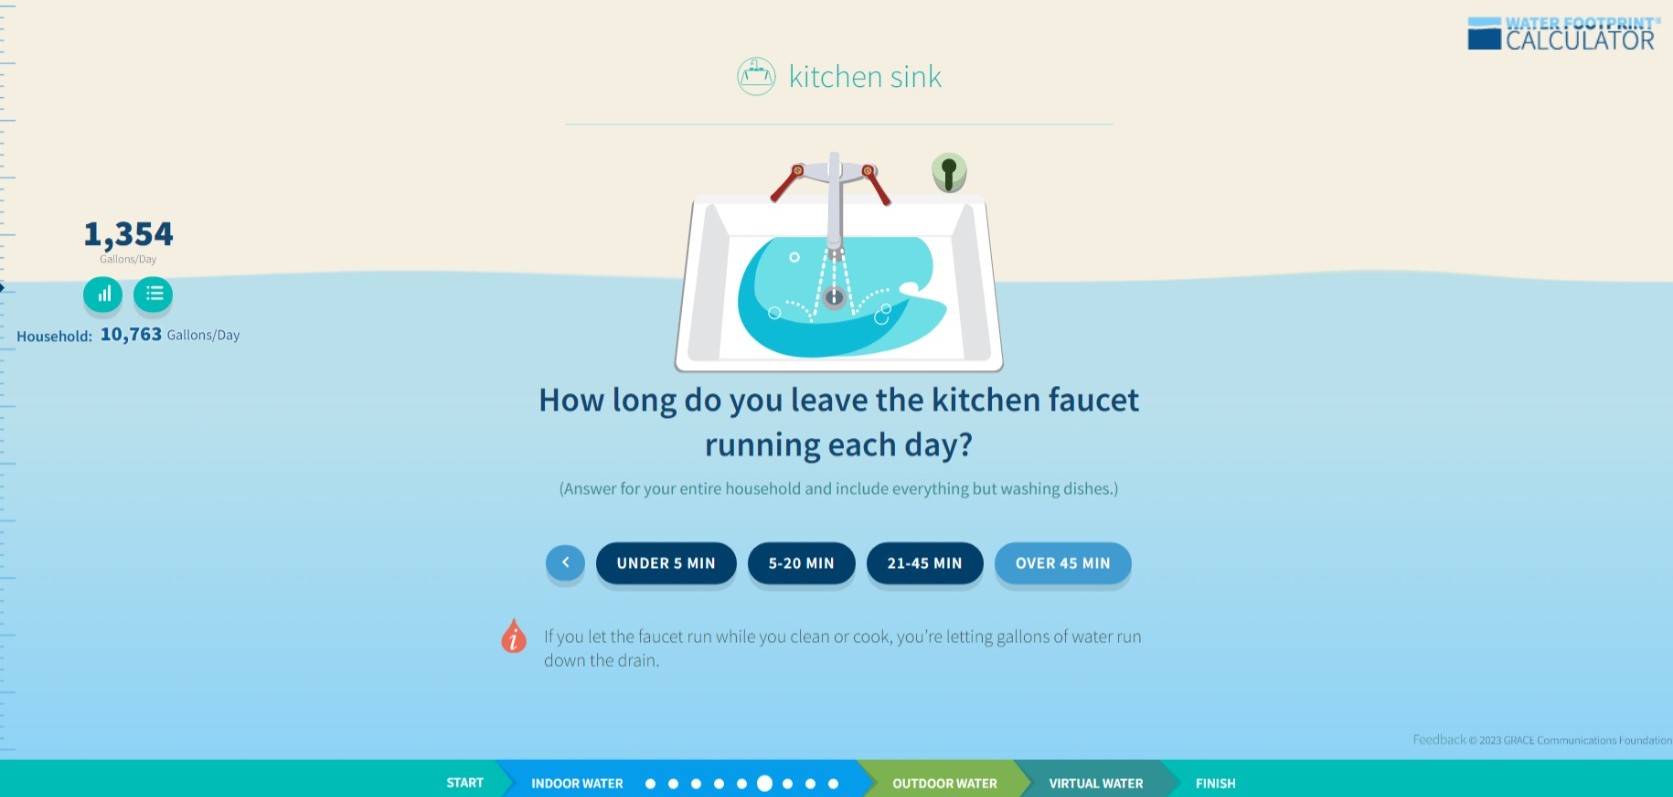 WATER FOOTPRINT®
CALCULATOR
kitchen sink
1,354
Gallons/Day
Household: 10,763 Gallons/Day
How long do you leave the kitchen faucet
running each day?
(Answer for your entire household and include everything but washing dishes.)
UNDER 5 MIN 5-20 MIN 21-45 MIN OVER 45 MIN
i If you let the faucet run while you clean or cook, you’re letting gallons of water run
down the drain.
Feedback © 2023 GRACE Communications Foundation
START INDOOR WATER OUTDOOR WATER VIRTUAL WATER FINISH